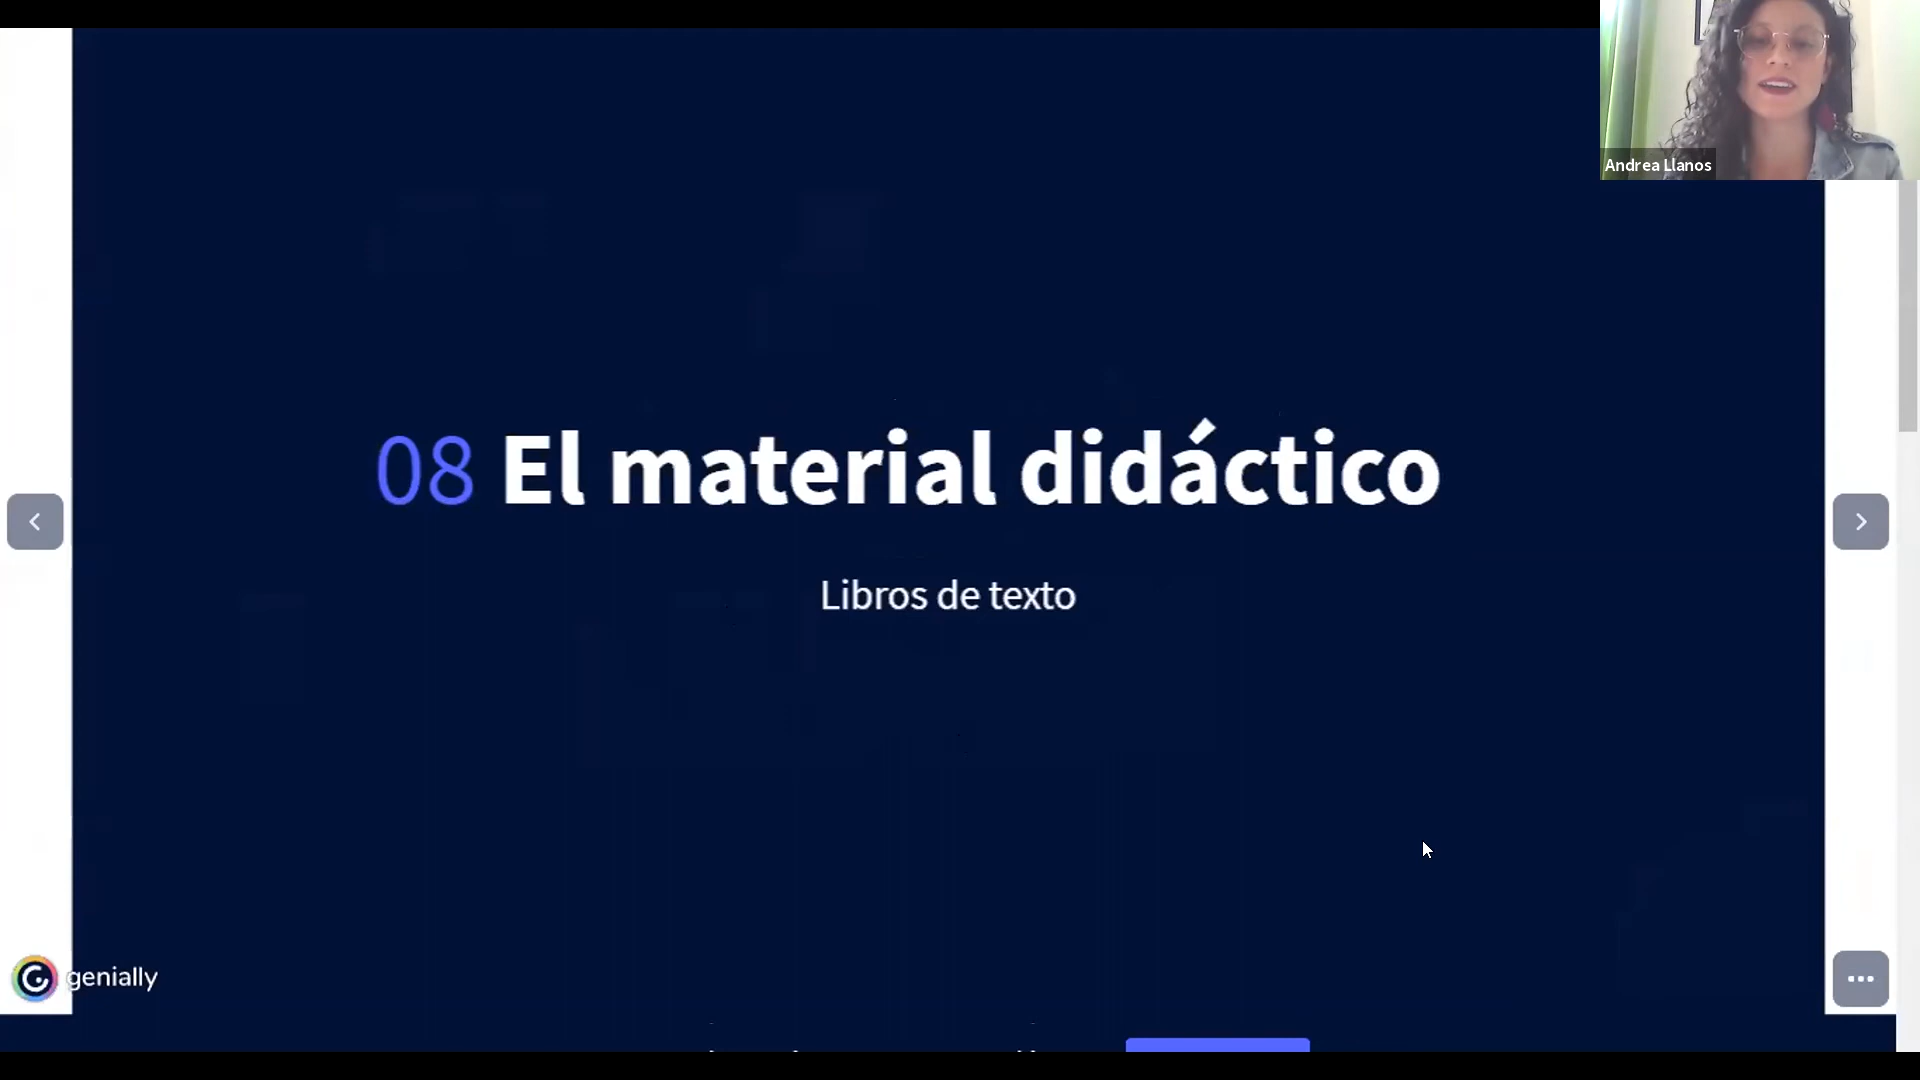 Andrea Llanos
08 El material didáctico
Libros de texto
genially